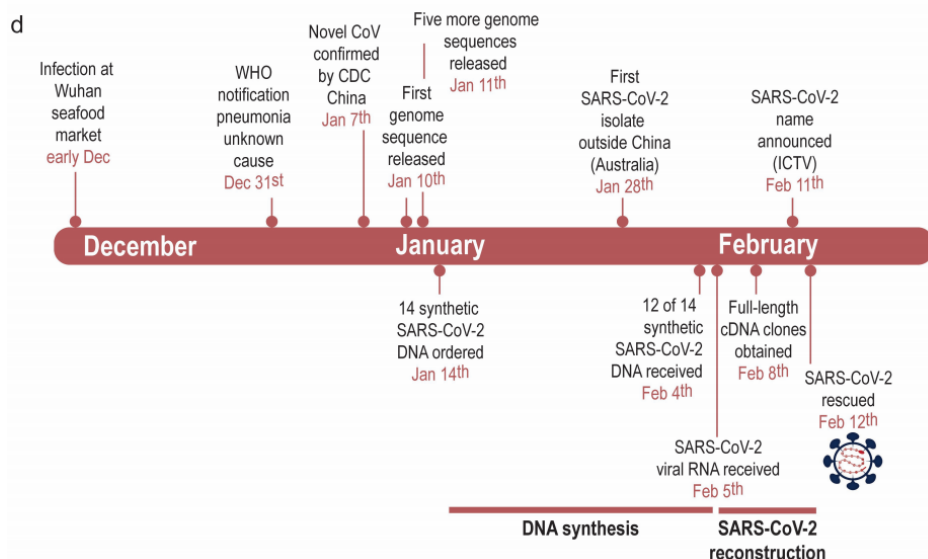 d
Infection at
Wuhan
seafood
market
early Dec
WHO
notification
pneumonia
unknown
cause
Dec 31st
Novel CoV
confirmed
by CDC
China
Jan 7th
First
genome
sequence
released
Jan 10th
Five more genome
sequences
released
Jan 11th
First
SARS-CoV-2
isolate
outside China
(Australia)
Jan 28th
SARS-CoV-2
name
announced
(ICTV)
Feb 11th
December
January
February
14 synthetic
SARS-CoV-2
DNA ordered
Jan 14th
12 of 14
synthetic
SARS-CoV-2
DNA received
Feb 4th
SARS-CoV-2
viral RNA received
Feb 5th
Full-length
cDNA clones
obtained
Feb 8th
SARS-CoV-2
rescued
Feb 12th
DNA synthesis
SARS-CoV-2
reconstruction